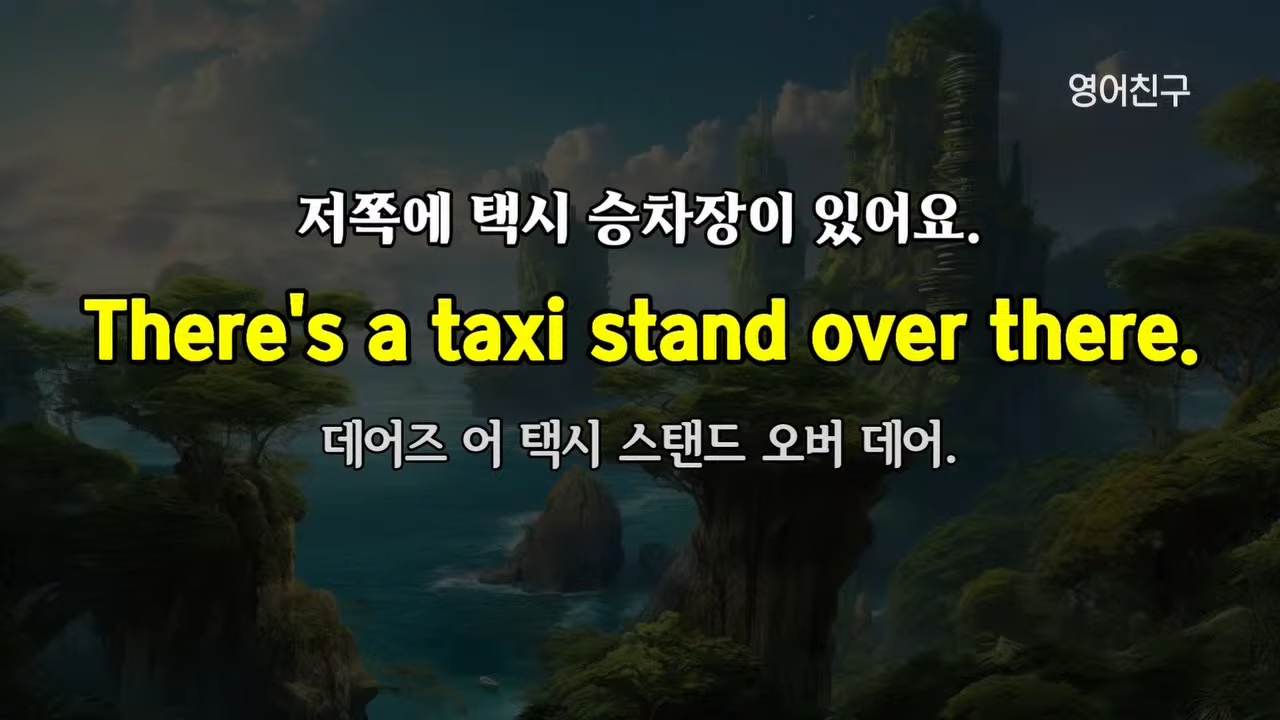 영어친구
저쪽에 택시 승차장이 있어요.
There's a taxi stand over there.
데어즈 어 택시 스탠드 오버 데어.